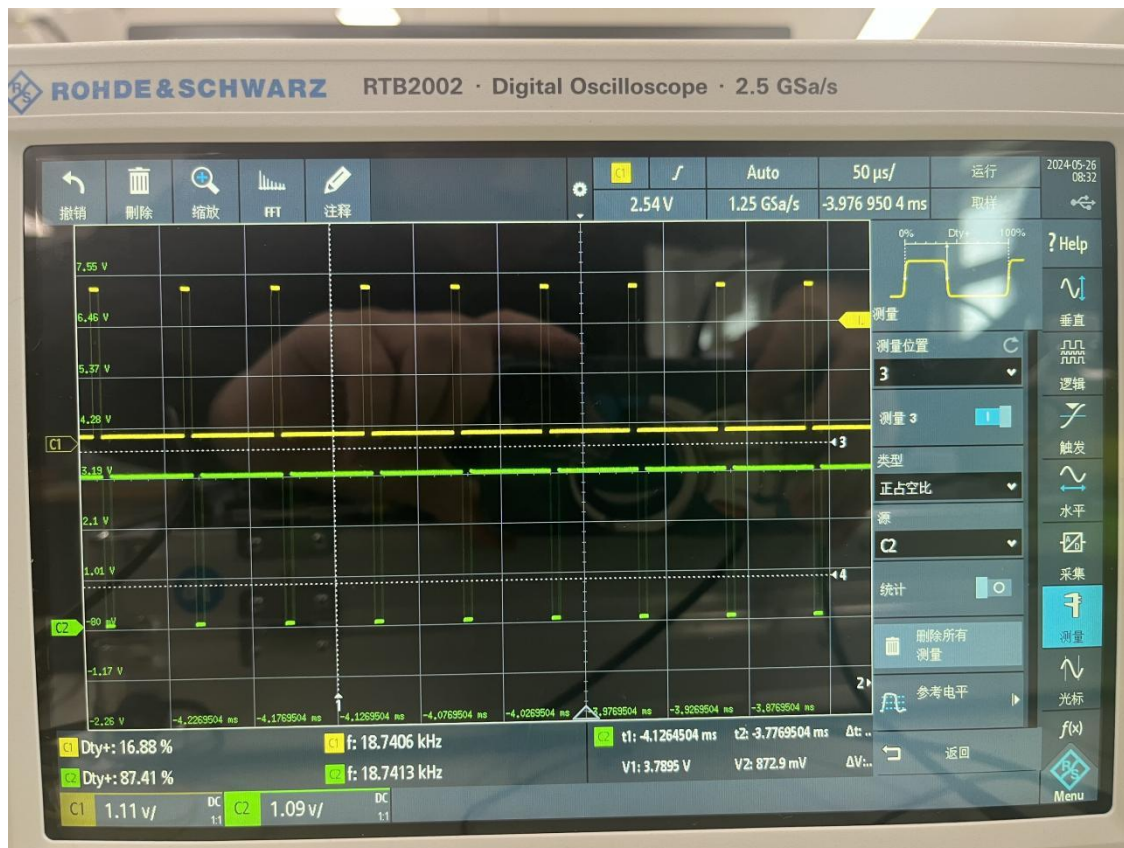 ROHDE&SCHWARZ RTB2002 · Digital Oscilloscope · 2.5 GSa/s
撤销 删除 缩放 FFT 注释
C1 Auto 50 µs/ 运行
2.54 V 1.25 GSa/s -3.976 950 4 ms 取样
2024-05-26
08:32
0% Dty+ 100%
测量
测量位置
3
测量 3
类型
正占空比
源
C2
统计
删除所有
测量
参考电平
返回
? Help
垂直
逻辑
触发
水平
采集
测量
光标
f(x)
Menu
7.55 V
6.46 V
5.37 V
4.28 V
C1
3
3.19 V
2.1 V
1.01 V
4
C2
-80 mV
-1.17 V
2
1
-2.26 V -4.2269504 ms -4.1769504 ms -4.1269504 ms -4.0769504 ms -4.0269504 ms -3.9769504 ms -3.9269504 ms -3.8769504 ms
C1 Dty+: 16.88 % C1 f: 18.7406 kHz
C2 Dty+: 87.41 % C2 f: 18.7413 kHz
C2 t1: -4.1264504 ms t2: -3.7769504 ms Δt: ..
V1: 3.7895 V V2: 872.9 mV ΔV:..
C1 1.11 V/ DC 1:1 C2 1.09 V/ DC 1:1